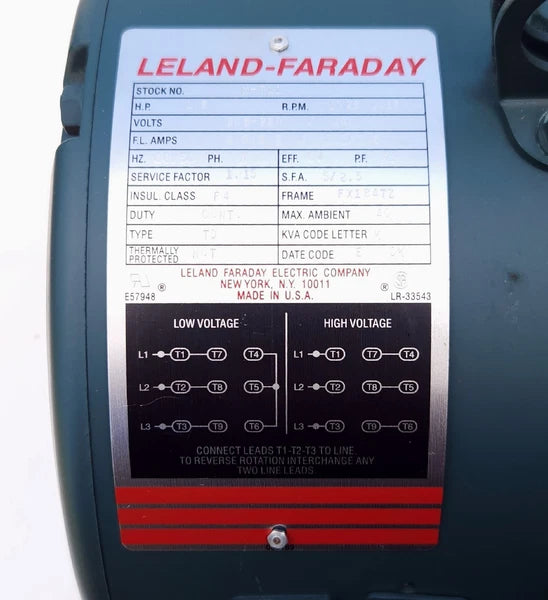 LELAND-FARADAY
STOCK NO.
H.P. R.P.M.
VOLTS
F.L. AMPS
HZ. PH. EFF. P.F.
SERVICE FACTOR 1.15 S.F.A. 5/2.5
INSUL. CLASS F4 FRAME
DUTY CONT. MAX. AMBIENT 40
TYPE KVA CODE LETTER K
THERMALLY
PROTECTED DATE CODE
LELAND FARADAY ELECTRIC COMPANY
NEW YORK, N.Y. 10011
MADE IN U.S.A.
E57948 ® ® LR-33543
LOW VOLTAGE HIGH VOLTAGE
L1 T1 T7 T4 L1 T1 T7 T4
L2 T2 T8 T5 L2 T2 T8 T5
L3 T3 T9 T6 L3 T3 T9 T6
CONNECT LEADS T1-T2-T3 TO LINE.
TO REVERSE ROTATION INTERCHANGE ANY
TWO LINE LEADS